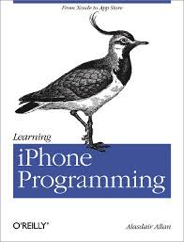 From Xcode to App Store
Learning
iPhone
Programming
O'REILLY
Alasdair Allan